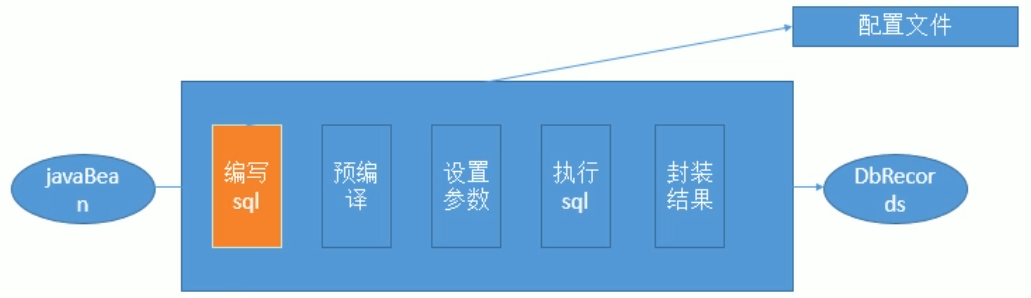 配置文件
javaBea
n
编写
sql
预编
译
设置
参数
执行
sql
封装
结果
DbRecor
ds